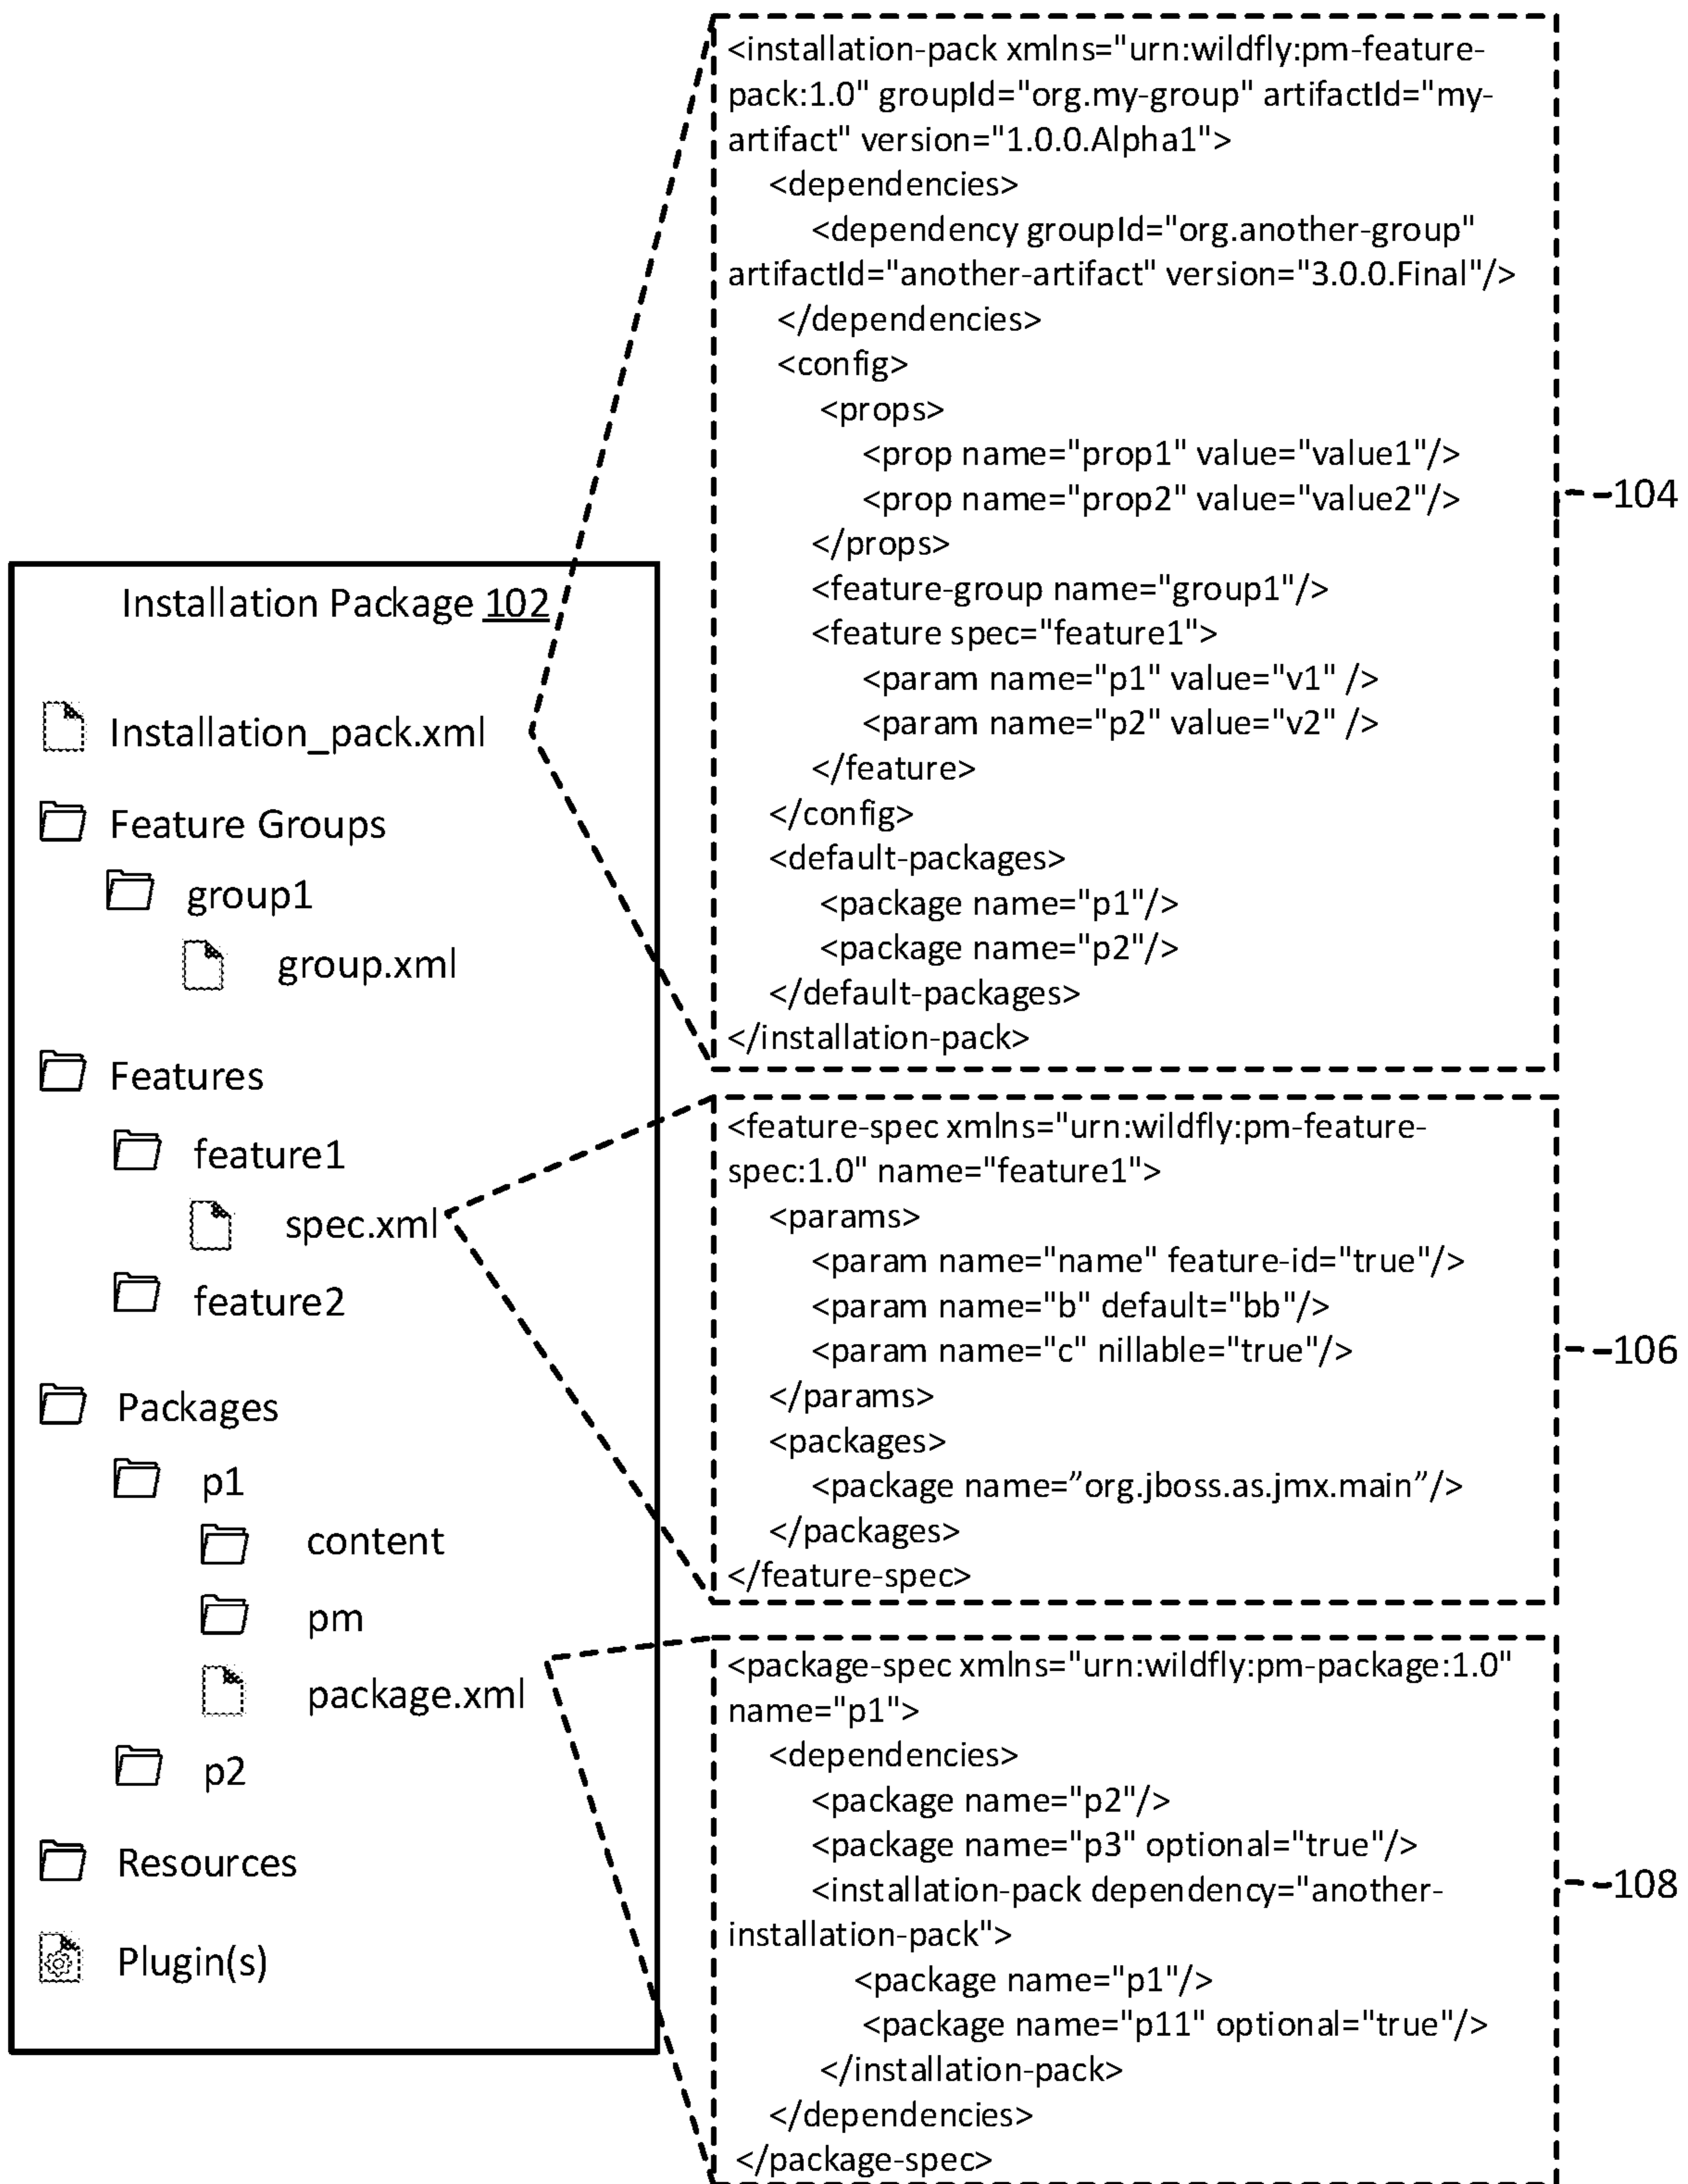 Installation Package 102
Installation_pack.xml
Feature Groups
group1
group.xml
Features
feature1
spec.xml
feature2
Packages
p1
content
pm
package.xml
p2
Resources
Plugin(s)
<installation-pack xmlns="urn:wildfly:pm-feature-
pack:1.0" groupId="org.my-group" artifactId="my-
artifact" version="1.0.0.Alpha1">
<dependencies>
<dependency groupId="org.another-group"
artifactId="another-artifact" version="3.0.0.Final"/>
</dependencies>
<config>
<props>
<prop name="prop1" value="value1"/>
<prop name="prop2" value="value2"/>
</props>
<feature-group name="group1"/>
<feature spec="feature1">
<param name="p1" value="v1" />
<param name="p2" value="v2" />
</feature>
</config>
<default-packages>
<package name="p1"/>
<package name="p2"/>
</default-packages>
</installation-pack>
104
<feature-spec xmlns="urn:wildfly:pm-feature-
spec:1.0" name="feature1">
<params>
<param name="name" feature-id="true"/>
<param name="b" default="bb"/>
<param name="c" nillable="true"/>
</params>
<packages>
<package name=”org.jboss.as.jmx.main”/>
</packages>
</feature-spec>
106
<package-spec xmlns="urn:wildfly:pm-package:1.0"
name="p1">
<dependencies>
<package name="p2"/>
<package name="p3" optional="true"/>
<installation-pack dependency="another-
installation-pack">
<package name="p1"/>
<package name="p11" optional="true"/>
</installation-pack>
</dependencies>
</package-spec>
108